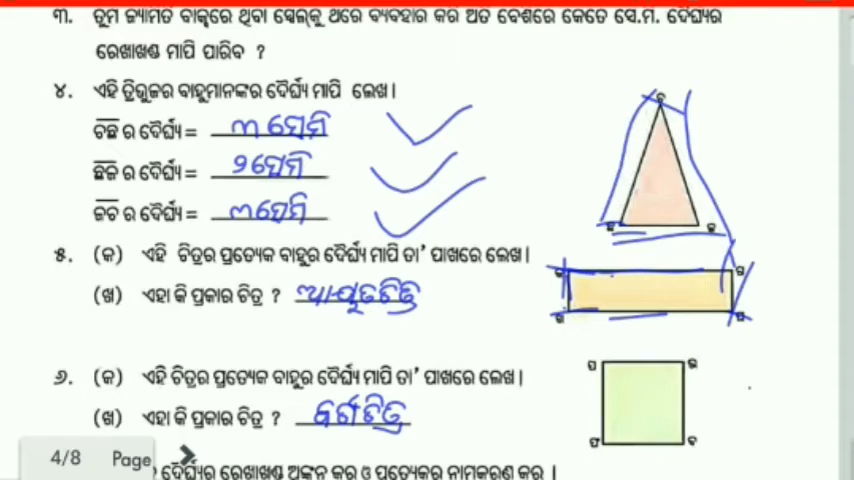 ୩. ତୁମ ଜ୍ୟାମିତି ବାକ୍ସରେ ଥିବା ସ୍କେଲ୍‌କୁ ଥରେ ବ୍ୟବହାର କରି ଅତି ବେଶରେ କେତେ ସେ.ମି. ଦୈର୍ଘ୍ୟର
ରେଖାଖଣ୍ଡ ମାପି ପାରିବ ?
୪. ଏହି ତ୍ରିଭୁଜର ବାହୁମାନଙ୍କର ଦୈର୍ଘ୍ୟ ମାପି ଲେଖ।
ଚଛ ର ଦୈର୍ଘ୍ୟ = ୩ ସେମି
ଛଜ ର ଦୈର୍ଘ୍ୟ = ୨ ସେମି
ଜଚ ର ଦୈର୍ଘ୍ୟ = ୩ ସେମି
ଚ
ଛ ଜ
୫. (କ) ଏହି ଚିତ୍ରର ପ୍ରତ୍ୟେକ ବାହୁର ଦୈର୍ଘ୍ୟ ମାପି ତା' ପାଖରେ ଲେଖ।
(ଖ) ଏହା କି ପ୍ରକାର ଚିତ୍ର ? ଆୟତଚିତ୍ର
୬. (କ) ଏହି ଚିତ୍ରର ପ୍ରତ୍ୟେକ ବାହୁର ଦୈର୍ଘ୍ୟ ମାପି ତା' ପାଖରେ ଲେଖ।
(ଖ) ଏହା କି ପ୍ରକାର ଚିତ୍ର ? ବର୍ଗଚିତ୍ର
ପ ଭ
ଫ ବ
4/8 Page
ଦୈର୍ଘ୍ୟର ରେଖାଖଣ୍ଡ ଅଙ୍କନ କର ଓ ପ୍ରତ୍ୟେକର ନାମକରଣ କର ।